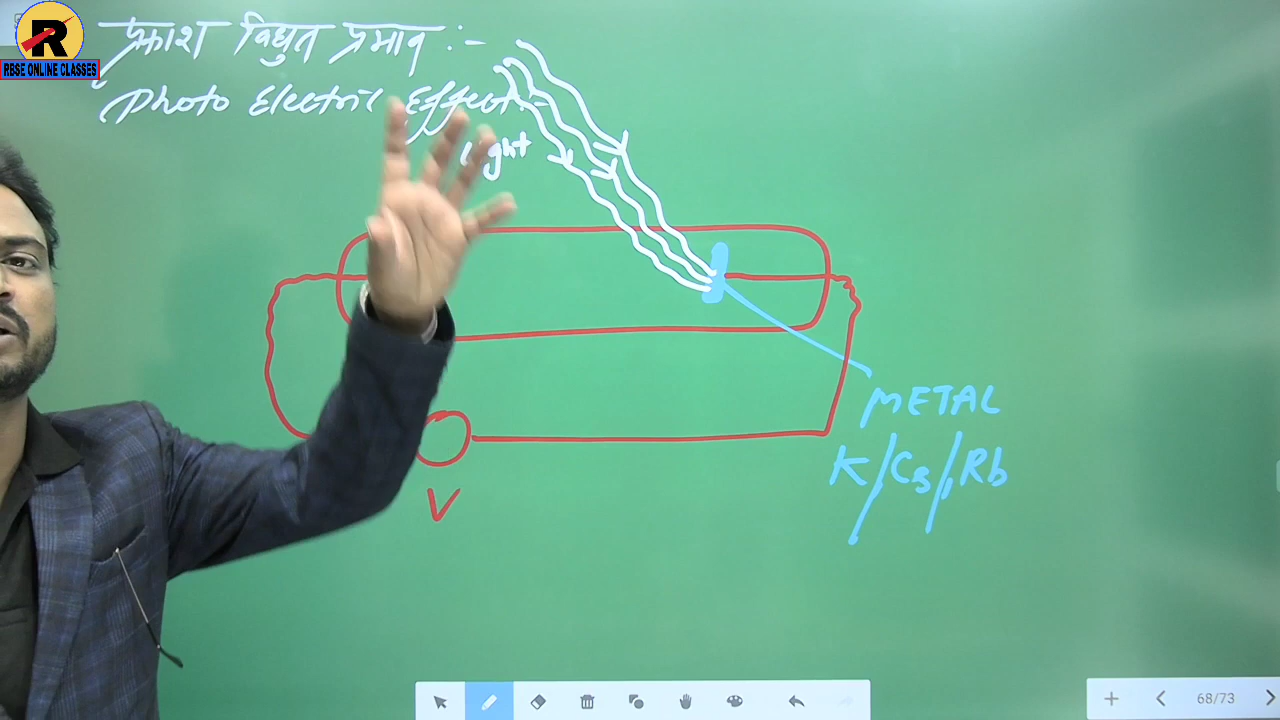 R
RBSE ONLINE CLASSES
प्रकाश विद्युत प्रभाव :-
Photo Electric Effect :-
Light
METAL
K/Cs/Rb
V
68/73